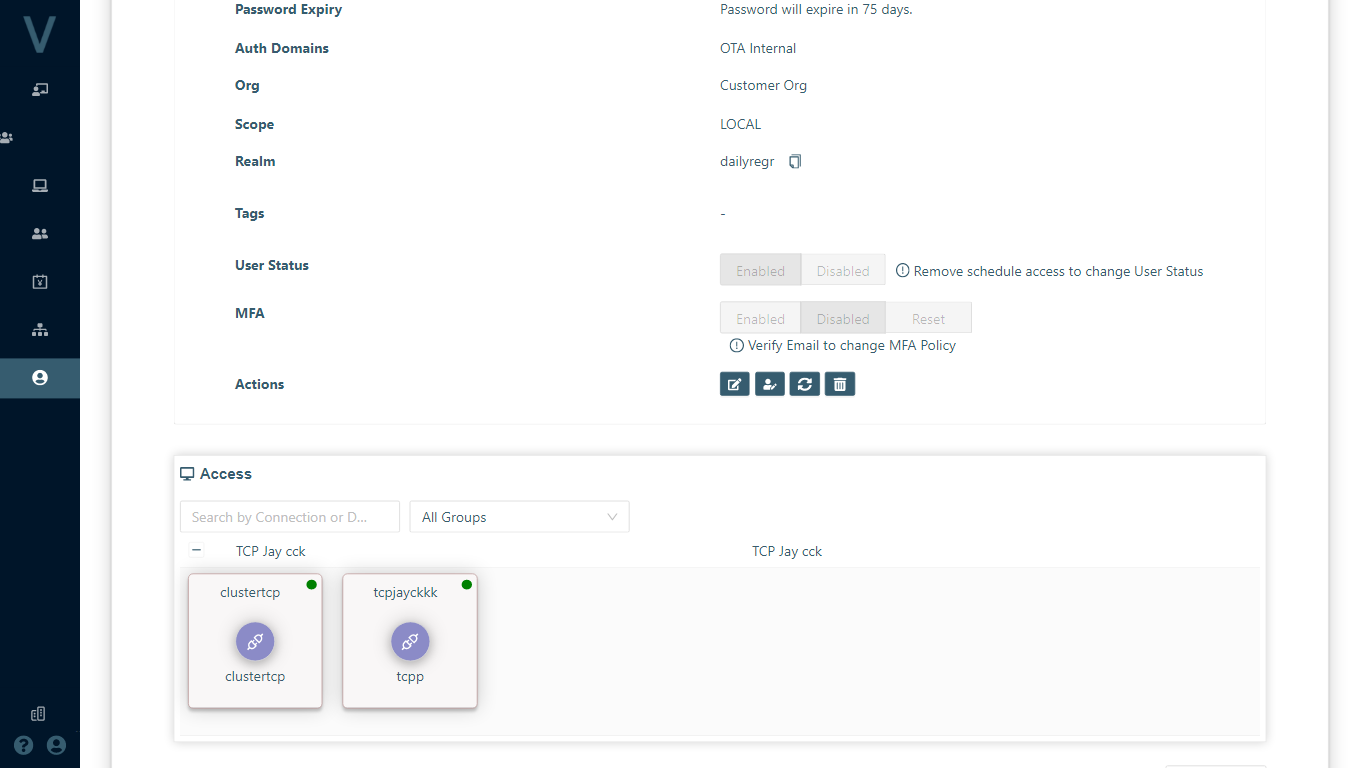 V
Password Expiry
Password will expire in 75 days.
Auth Domains
OTA Internal
Org
Customer Org
Scope
LOCAL
Realm
dailyregr
Tags
-
User Status
Enabled Disabled Remove schedule access to change User Status
MFA
Enabled Disabled Reset
Verify Email to change MFA Policy
Actions
Access
Search by Connection or D... All Groups
TCP Jay cck TCP Jay cck
clustertcp tcpjayckkk
clustertcp tcpp